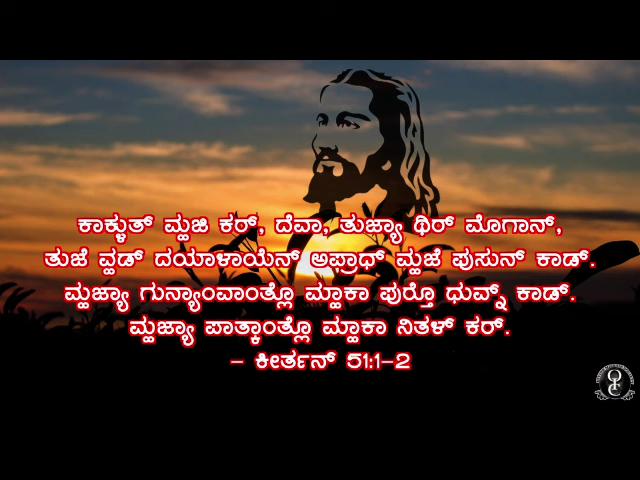 ಕಾಕ್ಳುತ್ ಮ್ಹಜಿ ಕರ್, ದೆವಾ, ತುಜ್ಯಾ ಥಿರ್ ಮೊಗಾನ್,
ತುಜೆ ವ್ಹಡ್ ದಯಾಳಾಯೆನ್ ಅಪ್ರಾಧ್ ಮ್ಹಜೆ ಪುಸುನ್ ಕಾಡ್.
ಮ್ಹಜ್ಯಾ ಗುನ್ಯಾಂವಾಂತ್ಲೊ ಮ್ಹಾಕಾ ಪುರ್ತೊ ಧುವ್ನ್ ಕಾಡ್.
ಮ್ಹಜ್ಯಾ ಪಾತ್ಕಾಂತ್ಲೊ ಮ್ಹಾಕಾ ನಿತಳ್ ಕರ್.
- ಕೀರ್ತನ್ 51:1-2